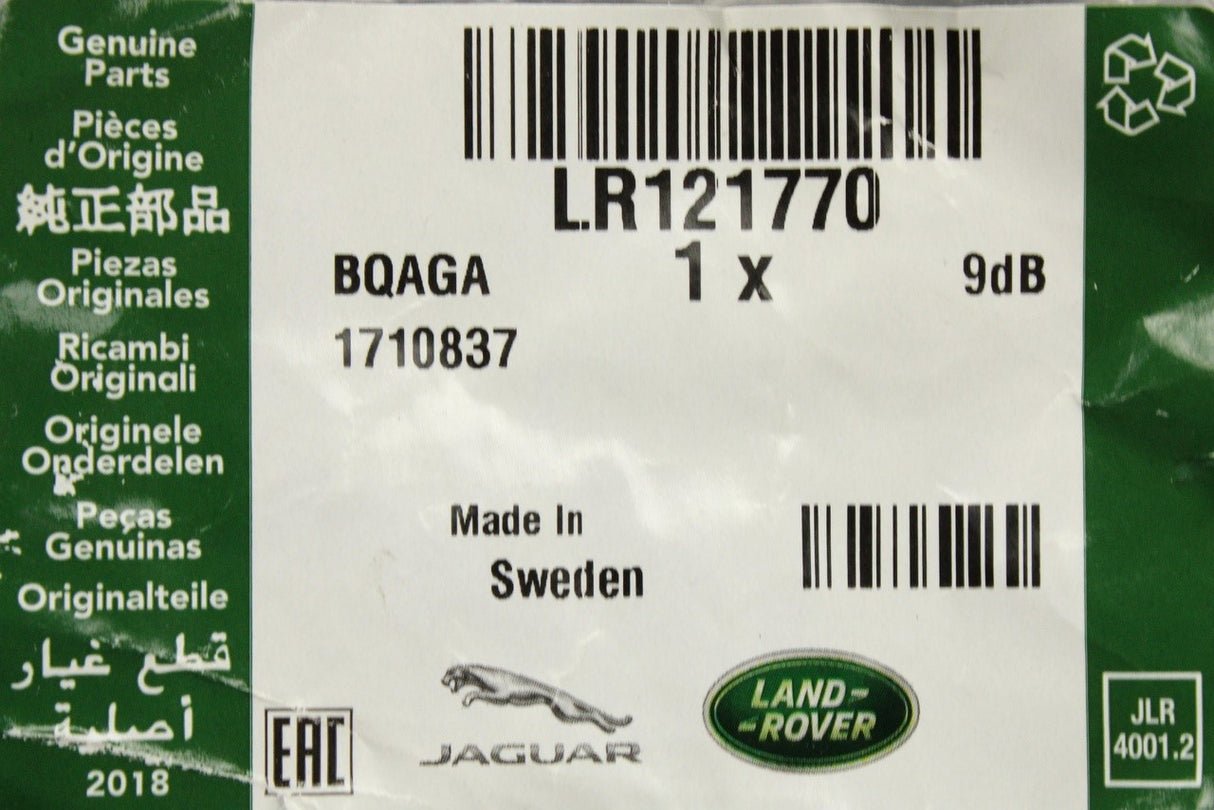 Genuine
Parts
Pièces
d'Origine
純正部品
Piezas
Originales
Ricambi
Originali
Originele
Onderdelen
Peças
Genuinas
Originalteile
قطع غيار
أصلية
2018
LR121770
BQAGA 1 x 9dB
1710837
Made In
Sweden
EAC
JAGUAR
LAND-
-ROVER
JLR
4001.2